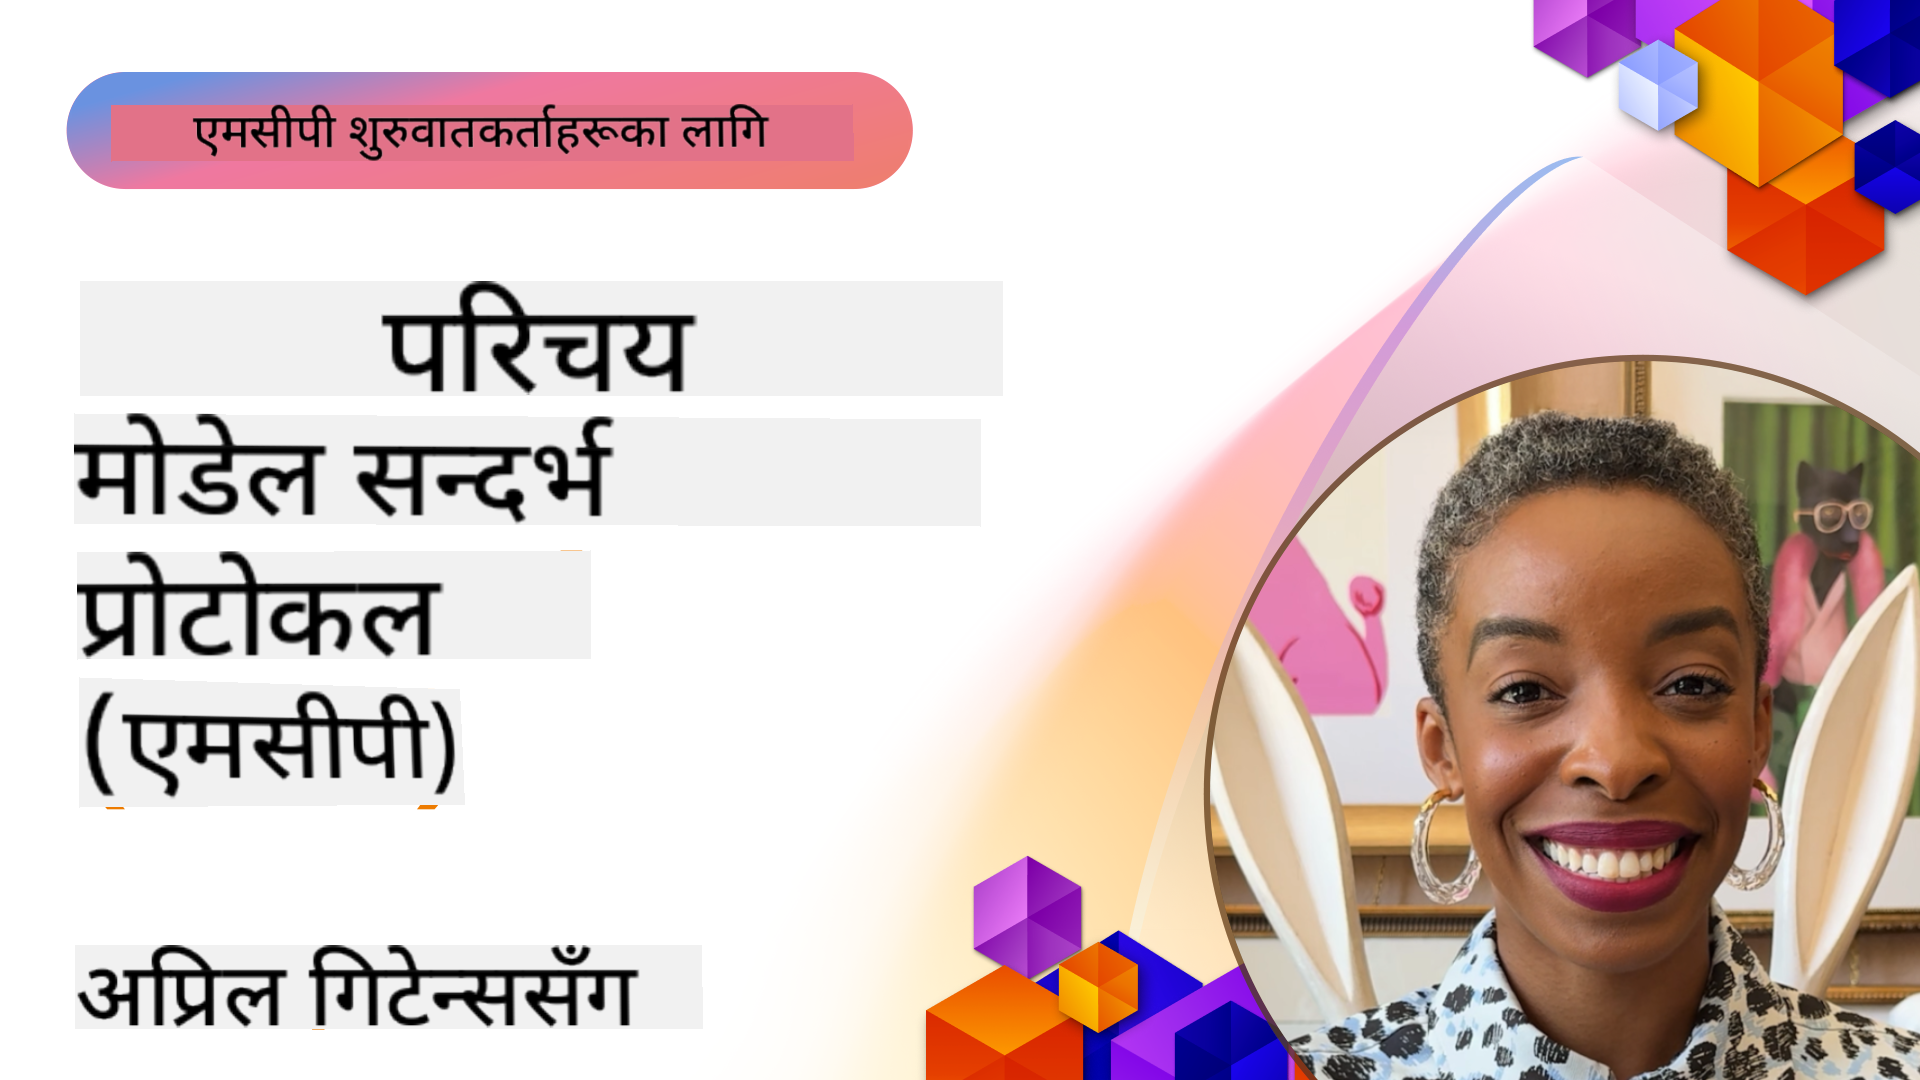 एमसीपी शुरुवातकर्ताहरूका लागि
परिचय
मोडेल सन्दर्भ
प्रोटोकल
(एमसीपी)
अप्रिल गिटेन्ससँग